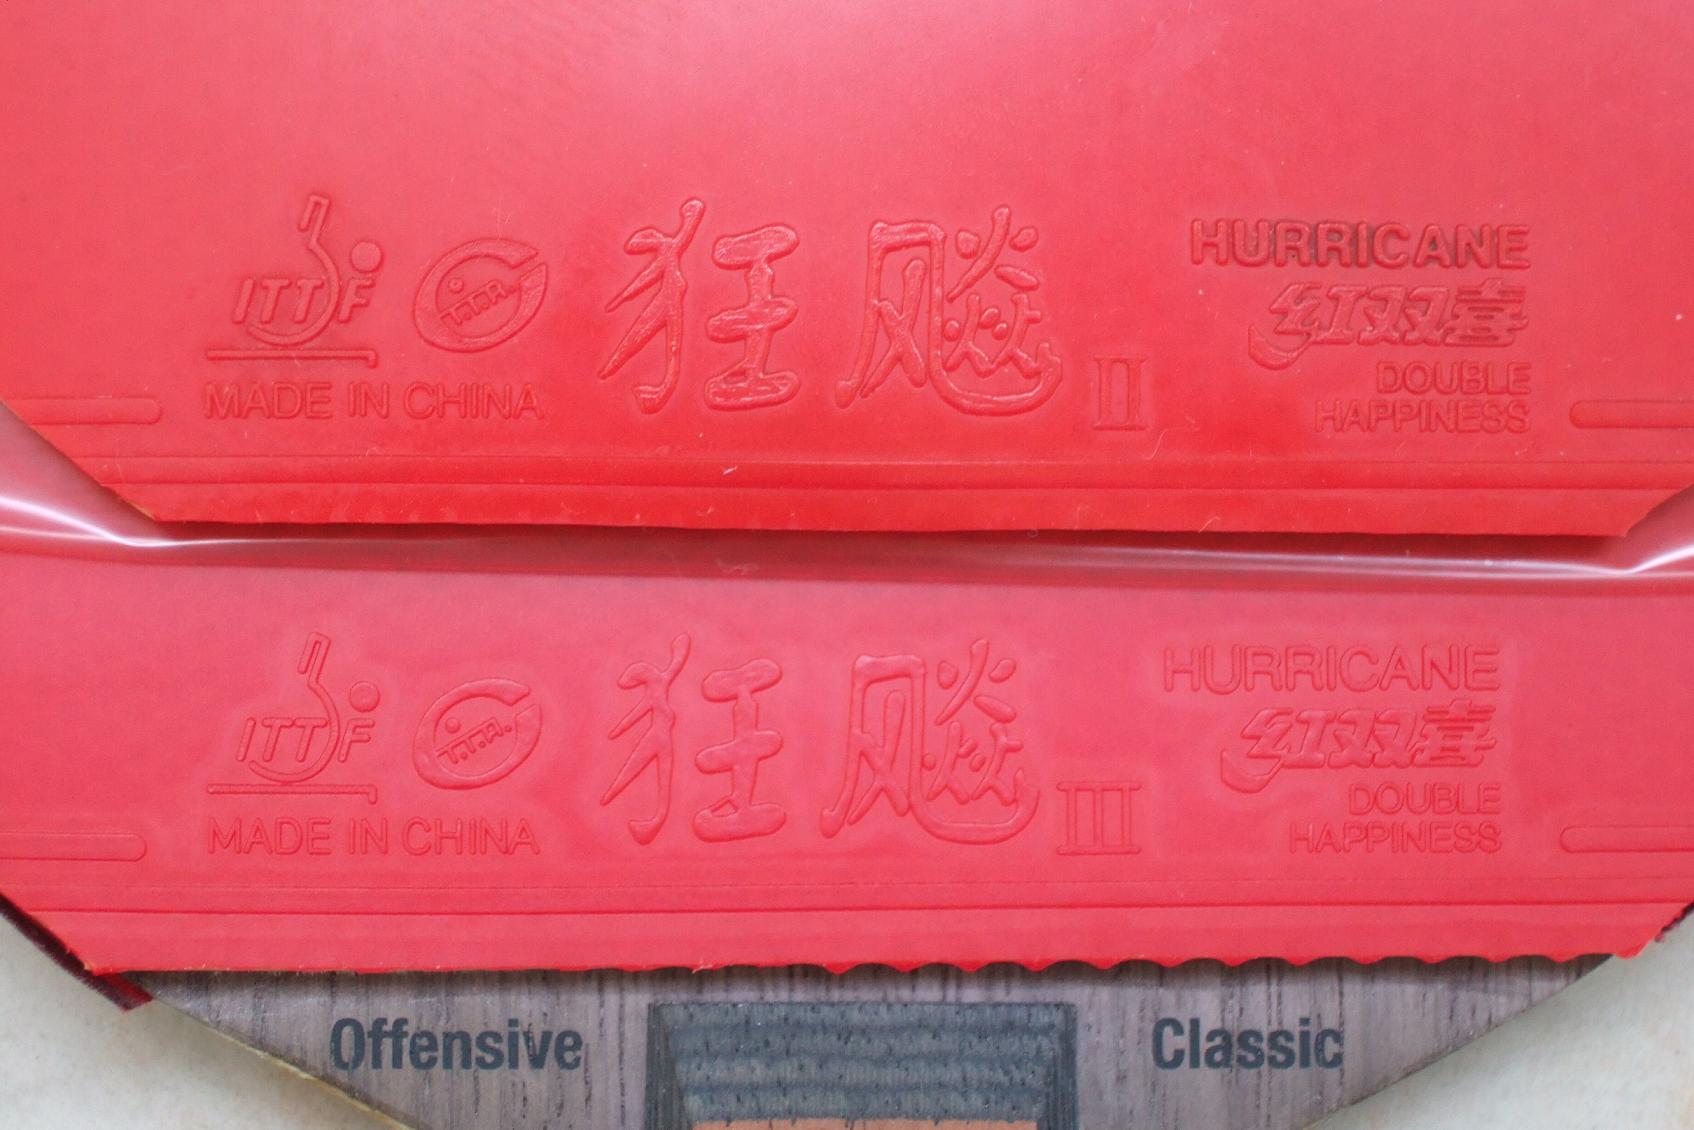 ITTF
T.T.R.
狂飚 II
HURRICANE
红双喜
DOUBLE
HAPPINESS
MADE IN CHINA
ITTF
T.T.R.
狂飚 III
HURRICANE
红双喜
DOUBLE
HAPPINESS
MADE IN CHINA
Offensive Classic